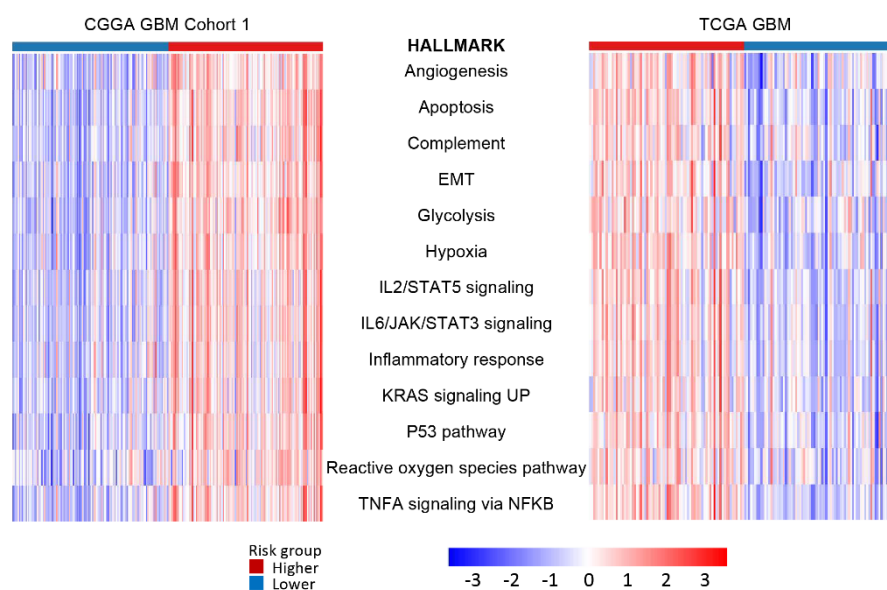 CGGA GBM Cohort 1
TCGA GBM
HALLMARK
Angiogenesis
Apoptosis
Complement
EMT
Glycolysis
Hypoxia
IL2/STAT5 signaling
IL6/JAK/STAT3 signaling
Inflammatory response
KRAS signaling UP
P53 pathway
Reactive oxygen species pathway
TNFA signaling via NFKB
Risk group
Higher
Lower
-3 -2 -1 0 1 2 3